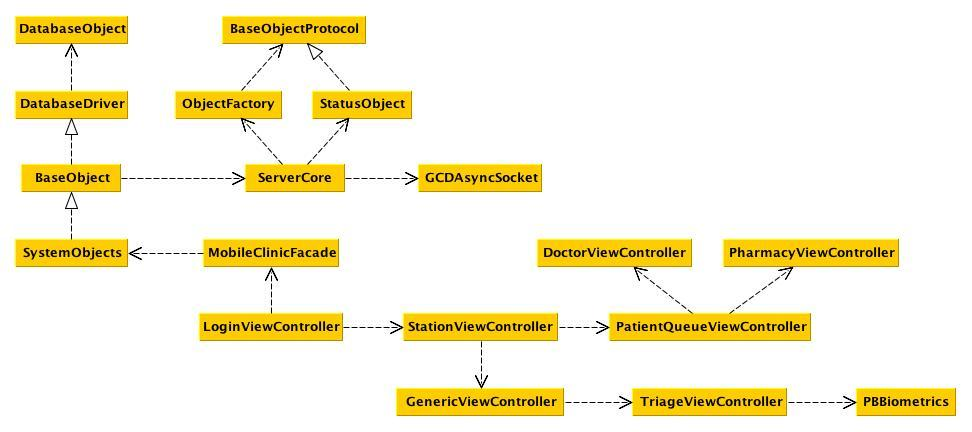 DatabaseObject
BaseObjectProtocol
DatabaseDriver
ObjectFactory
StatusObject
BaseObject
ServerCore
GCDAsyncSocket
SystemObjects
MobileClinicFacade
DoctorViewController
PharmacyViewController
LoginViewController
StationViewController
PatientQueueViewController
GenericViewController
TriageViewController
PBBiometrics